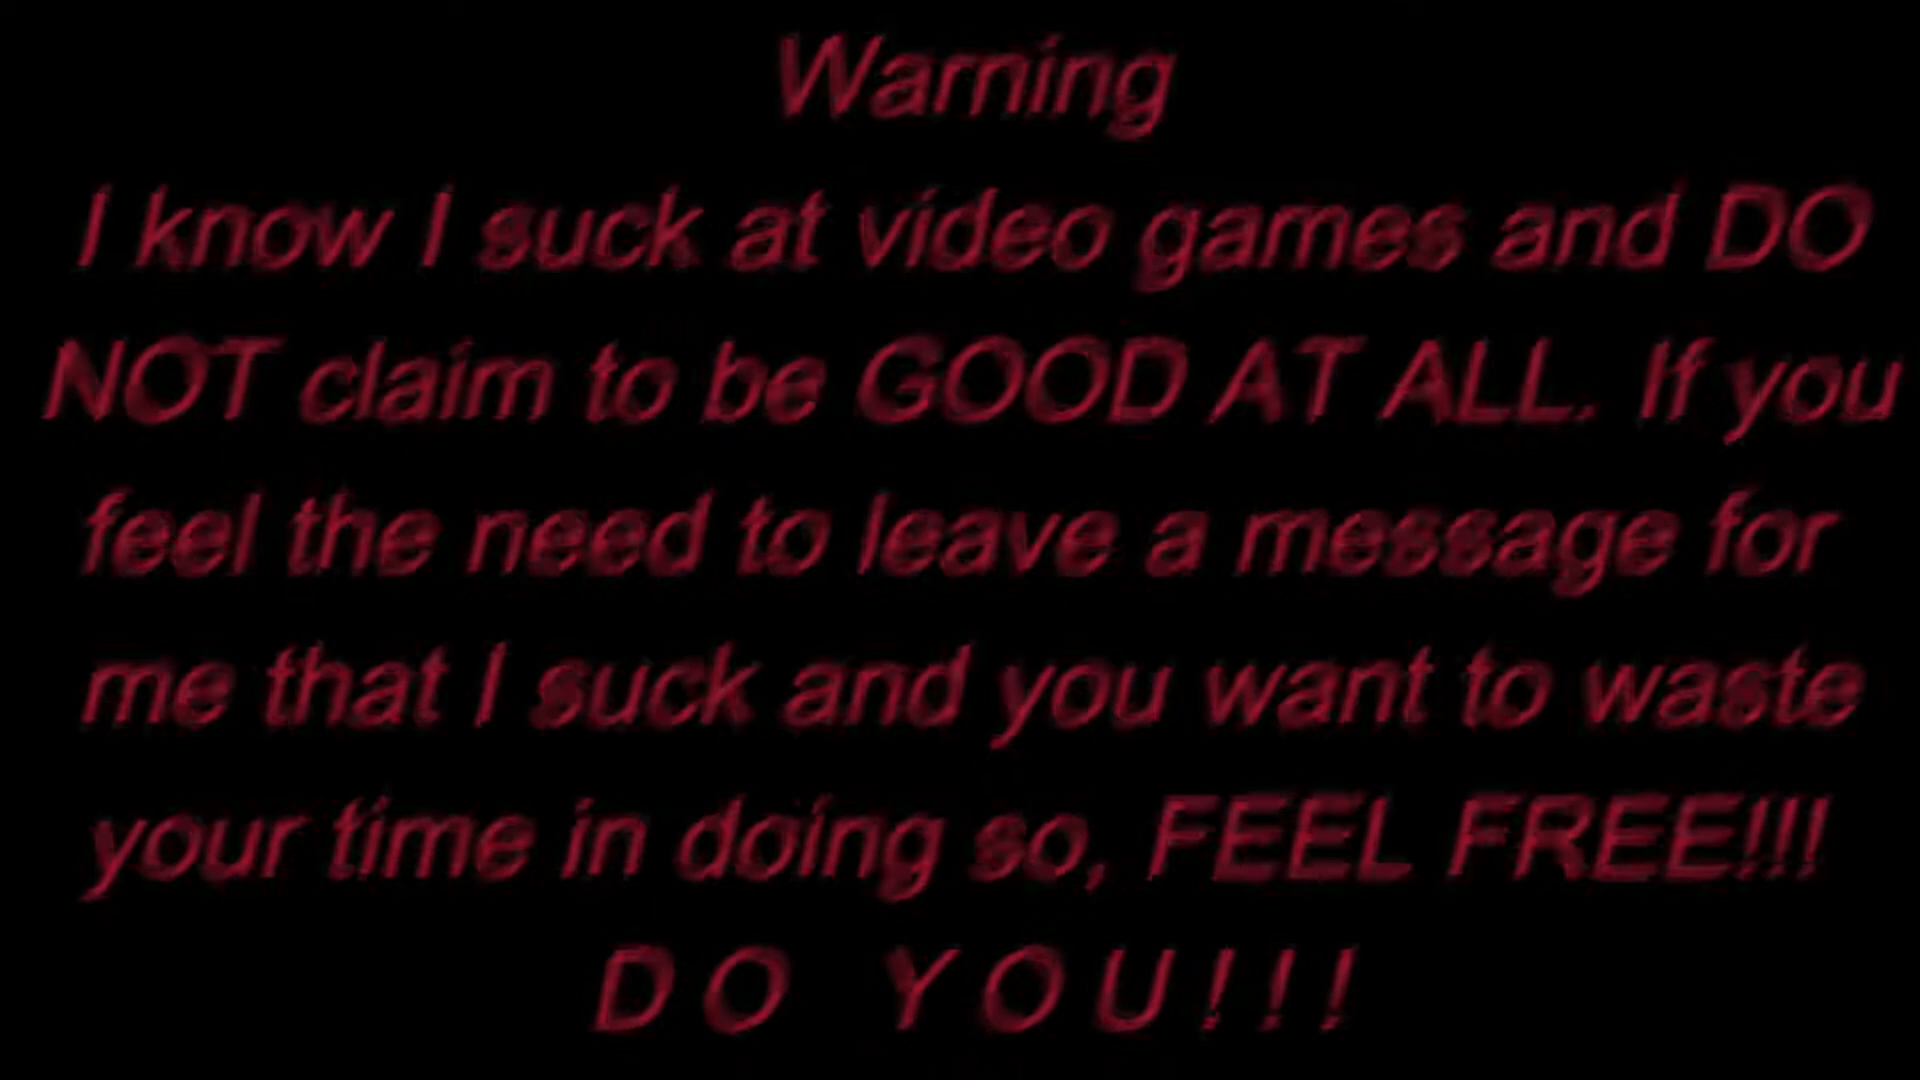 Warning
I know I suck at video games and DO
NOT claim to be GOOD AT ALL. If you
feel the need to leave a message for
me that I suck and you want to waste
your time in doing so, FEEL FREE!!!
D O Y O U ! ! !